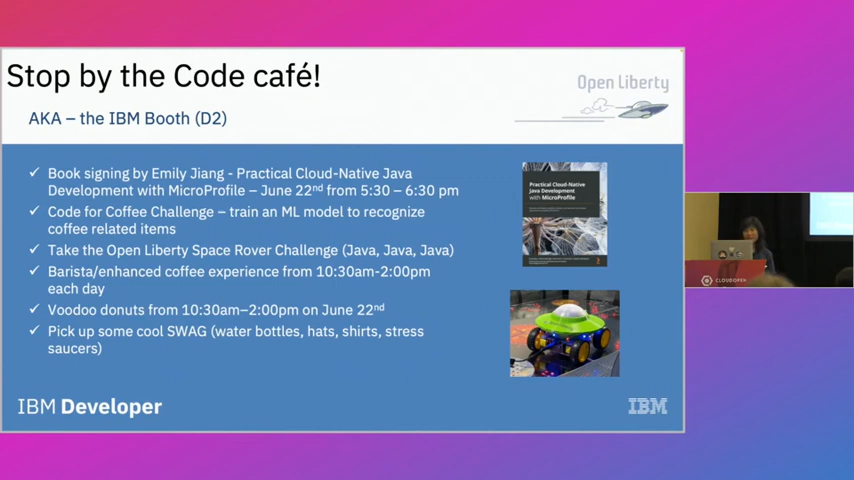 Stop by the Code café!
AKA – the IBM Booth (D2)
Open Liberty
✓ Book signing by Emily Jiang - Practical Cloud-Native Java
Development with MicroProfile – June 22nd from 5:30 – 6:30 pm
✓ Code for Coffee Challenge – train an ML model to recognize
coffee related items
✓ Take the Open Liberty Space Rover Challenge (Java, Java, Java)
✓ Barista/enhanced coffee experience from 10:30am-2:00pm
each day
✓ Voodoo donuts from 10:30am–2:00pm on June 22nd
✓ Pick up some cool SWAG (water bottles, hats, shirts, stress
saucers)
Practical Cloud-Native
Java Development
with MicroProfile
CLOUDOPEN
IBM Developer
IBM